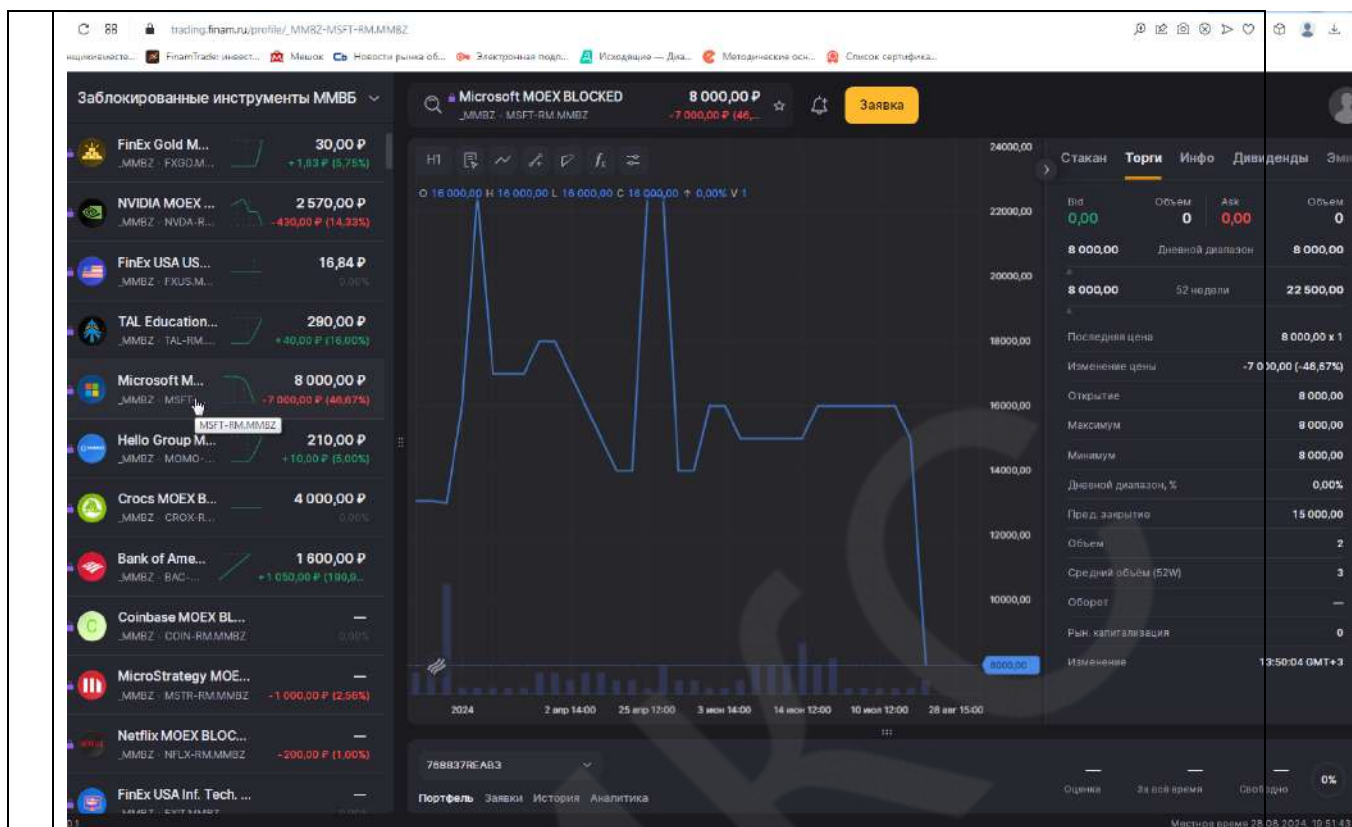 trading.finam.ru/profile/_MMBZ-MSFT-RM.MMBZ
FinamTrade: инвест... Мешок Сь Новости рынка об... Электронная подп... Исходящие — Диа... Методические осн... Список сертифика...
Заблокированные инструменты ММВБ
FinEx Gold M... 30,00 ₽
_MMBZ · FXGD.M... +1,63 ₽ (5,75%)
NVIDIA MOEX ... 2 570,00 ₽
_MMBZ · NVDA-R... -430,00 ₽ (14,33%)
FinEx USA US... 16,84 ₽
_MMBZ · FXUS.M... 0,00%
TAL Education... 290,00 ₽
_MMBZ · TAL-RM.... +40,00 ₽ (16,00%)
Microsoft M... 8 000,00 ₽
_MMBZ · MSFT- -7 000,00 ₽ (46,67%)
MSFT-RM.MMBZ
Hello Group M... 210,00 ₽
_MMBZ · MOMO-... +10,00 ₽ (5,00%)
Crocs MOEX B... 4 000,00 ₽
_MMBZ · CROX-R... 0,00%
Bank of Ame... 1 600,00 ₽
_MMBZ · BAC-... +1 050,00 ₽ (190,9...
Coinbase MOEX BL... —
_MMBZ · COIN-RM.MMBZ 0,00%
MicroStrategy MOE... —
_MMBZ · MSTR-RM.MMBZ -1 000,00 ₽ (2,56%)
Netflix MOEX BLOC... —
_MMBZ · NFLX-RM.MMBZ -200,00 ₽ (1,00%)
FinEx USA Inf. Tech. ... —
Microsoft MOEX BLOCKED 8 000,00 ₽
_MMBZ · MSFT-RM.MMBZ -7 000,00 ₽ (46,...
Заявка
H1
O 16 000,00 H 16 000,00 L 16 000,00 C 16 000,00 ↑ 0,00% V 1
24000,00
22000,00
20000,00
18000,00
16000,00
14000,00
12000,00
10000,00
8000,00
2024 2 апр 14:00 25 апр 17:00 3 июн 14:00 14 июн 12:00 10 июл 12:00 28 авг 15:00
Стакан Торги Инфо Дивиденды Эми
Bid Объем Ask Объем
0,00 0 0,00 0
8 000,00 Дневной диапазон 8 000,00
8 000,00 52 недели 22 500,00
Последняя цена 8 000,00 x 1
Изменение цены -7 000,00 (-46,67%)
Открытие 8 000,00
Максимум 8 000,00
Минимум 8 000,00
Дневной диапазон, % 0,00%
Пред. закрытие 15 000,00
Объем 2
Средний объём (52W) 3
Оборот —
Рын. капитализация 0
Изменение 13:50:04 GMT+3
768837REAB3
Портфель Заявки История Аналитика
— — —
Оценка За всё время Свободно 0%
Местное время 28.08.2024, 19:51:43